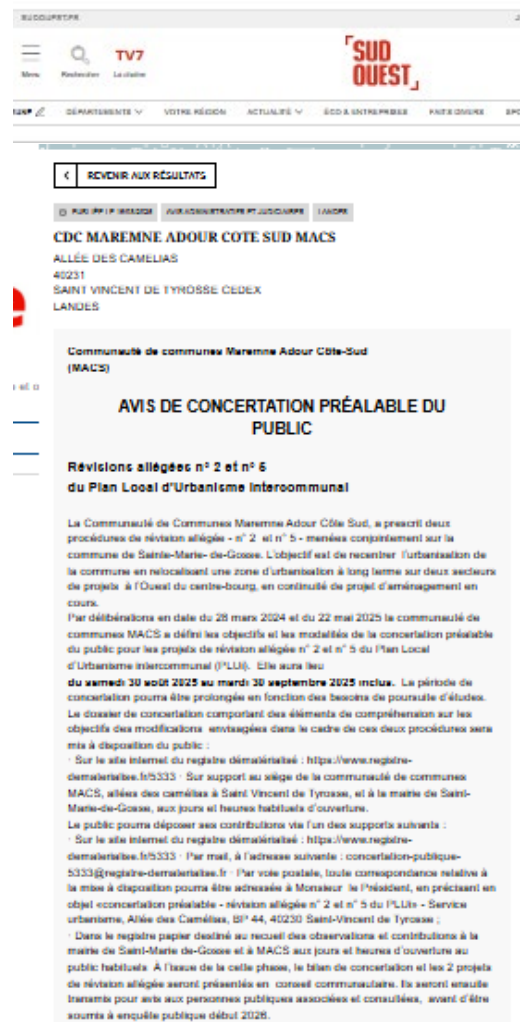 SUDOUEST.FR
TV7
SUD
OUEST
Menu
Rechercher
La chaîne
DÉPARTEMENTS
VOTRE RÉGION
ACTUALITÉ
ÉCO & ENTREPRISES
FAITS DIVERS
SPO
REVENIR AUX RÉSULTATS
AVIS ADMINISTRATIFS ET JUDICIAIRES
LANDES
CDC MAREMNE ADOUR COTE SUD MACS
ALLÉE DES CAMELIAS
40231
SAINT VINCENT DE TYROSSE CEDEX
LANDES
Communauté de communes Maremne Adour Côte-Sud
(MACS)
AVIS DE CONCERTATION PRÉALABLE DU
PUBLIC
Révisions allégées n° 2 et n° 5
du Plan Local d'Urbanisme Intercommunal
La Communauté de Communes Maremne Adour Côte Sud, a prescrit deux
procédures de révision allégée - n° 2 et n° 5 - menées conjointement sur la
commune de Sainte-Marie- de-Gosse. L'objectif est de recentrer l'urbanisation de
la commune en relocalisant une zone d'urbanisation à long terme sur deux secteurs
de projets à l'Ouest du centre-bourg, en continuité de projet d'aménagement en
cours.
Par délibérations en date du 28 mars 2024 et du 22 mai 2025 la communauté de
communes MACS a défini les objectifs et les modalités de la concertation préalable
du public pour les projets de révision allégée n° 2 et n° 5 du Plan Local
d'Urbanisme intercommunal (PLUi). Elle aura lieu
du samedi 30 août 2025 au mardi 30 septembre 2025 inclus. La période de
concertation pourra être prolongée en fonction des besoins de poursuite d'études.
Le dossier de concertation comportant des éléments de compréhension sur les
objectifs des modifications envisagées dans le cadre de ces deux procédures sera
mis à disposition du public :
· Sur le site internet du registre dématérialisé : https://www.registre-
dematerialise.fr/5333 · Sur support au siège de la communauté de communes
MACS, allées des camélias à Saint Vincent de Tyrosse, et à la mairie de Saint-
Marie-de-Gosse, aux jours et heures habituels d'ouverture.
Le public pourra déposer ses contributions via l'un des supports suivants :
· Sur le site internet du registre dématérialisé : https://www.registre-
dematerialise.fr/5333 · Par mail, à l'adresse suivante : concertation-publique-
5333@registre-dematerialise.fr · Par voie postale, toute correspondance relative à
la mise à disposition pourra être adressée à Monsieur le Président, en précisant en
objet «concertation préalable - révision allégée n° 2 et n° 5 du PLUi» - Service
urbanisme, Allée des Camélias, BP 44, 40230 Saint-Vincent de Tyrosse ;
· Dans le registre papier destiné au recueil des observations et contributions à la
mairie de Saint-Marie de-Gosse et à MACS aux jours et heures d'ouverture au
public habituels À l'issue de la celle phase, le bilan de concertation et les 2 projets
de révision allégée seront présentés en conseil communautaire. Ils seront ensuite
transmis pour avis aux personnes publiques associées et consultées, avant d'être
soumis à enquête publique début 2026.